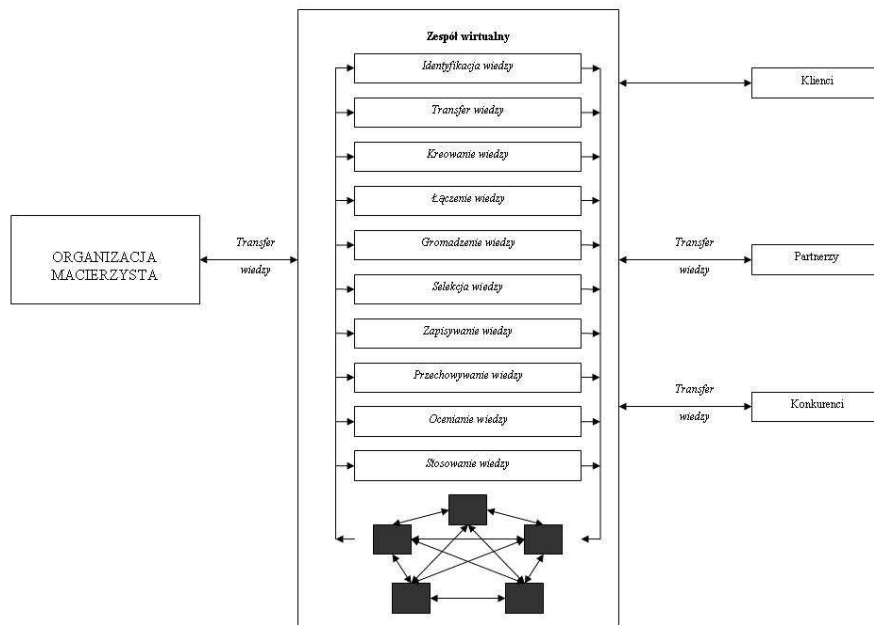 Zespół wirtualny
Identyfikacja wiedzy
Transfer wiedzy
Kreowanie wiedzy
Łączenie wiedzy
Gromadzenie wiedzy
Selekcja wiedzy
Zapisywanie wiedzy
Przechowywanie wiedzy
Ocenianie wiedzy
Stosowanie wiedzy
ORGANIZACJA
MACIERZYSTA
Transfer
wiedzy
Klienci
Transfer
wiedzy
Partnerzy
Transfer
wiedzy
Konkurenci